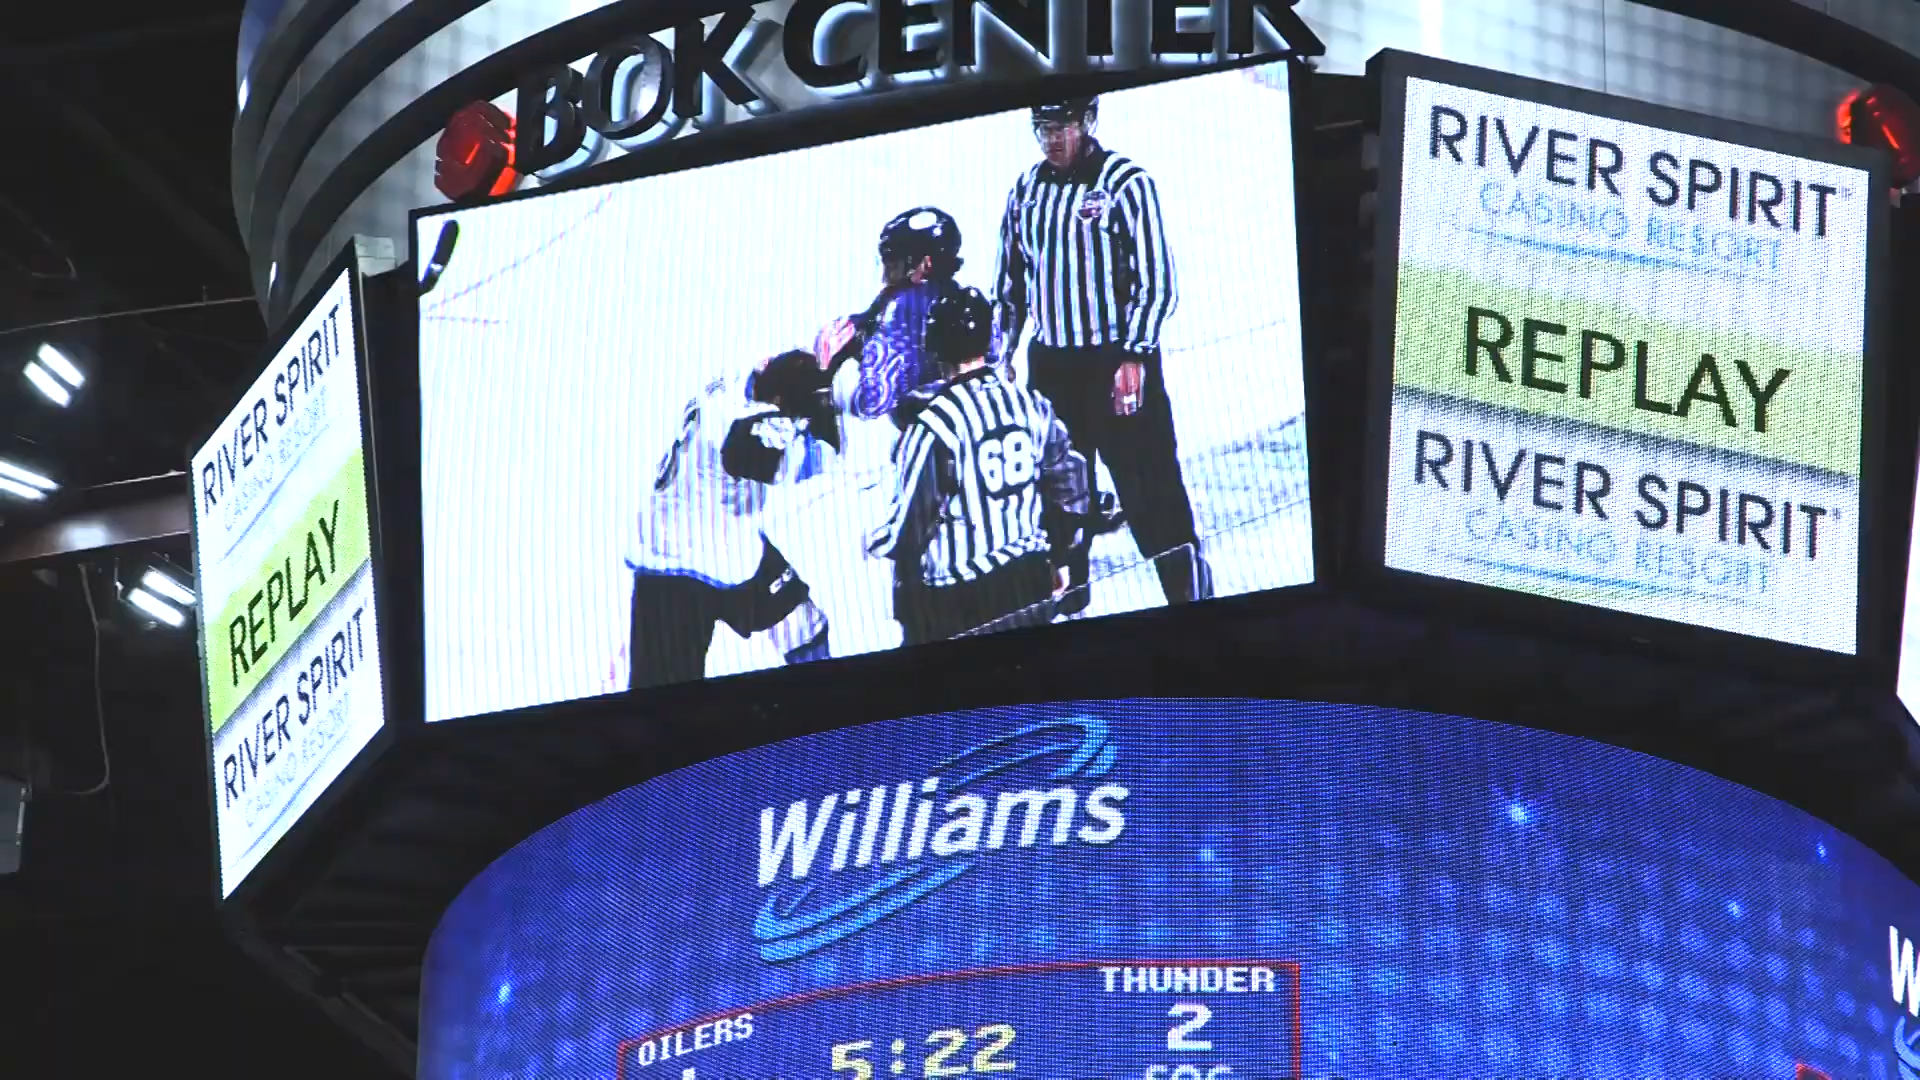 BOK CENTER
RIVER SPIRIT
CASINO RESORT
REPLAY
RIVER SPIRIT
CASINO RESORT
68
RIVER SPIRIT
CASINO RESORT
REPLAY
RIVER SPIRIT
CASINO RESORT
Williams
OILERS
5:22
THUNDER
2